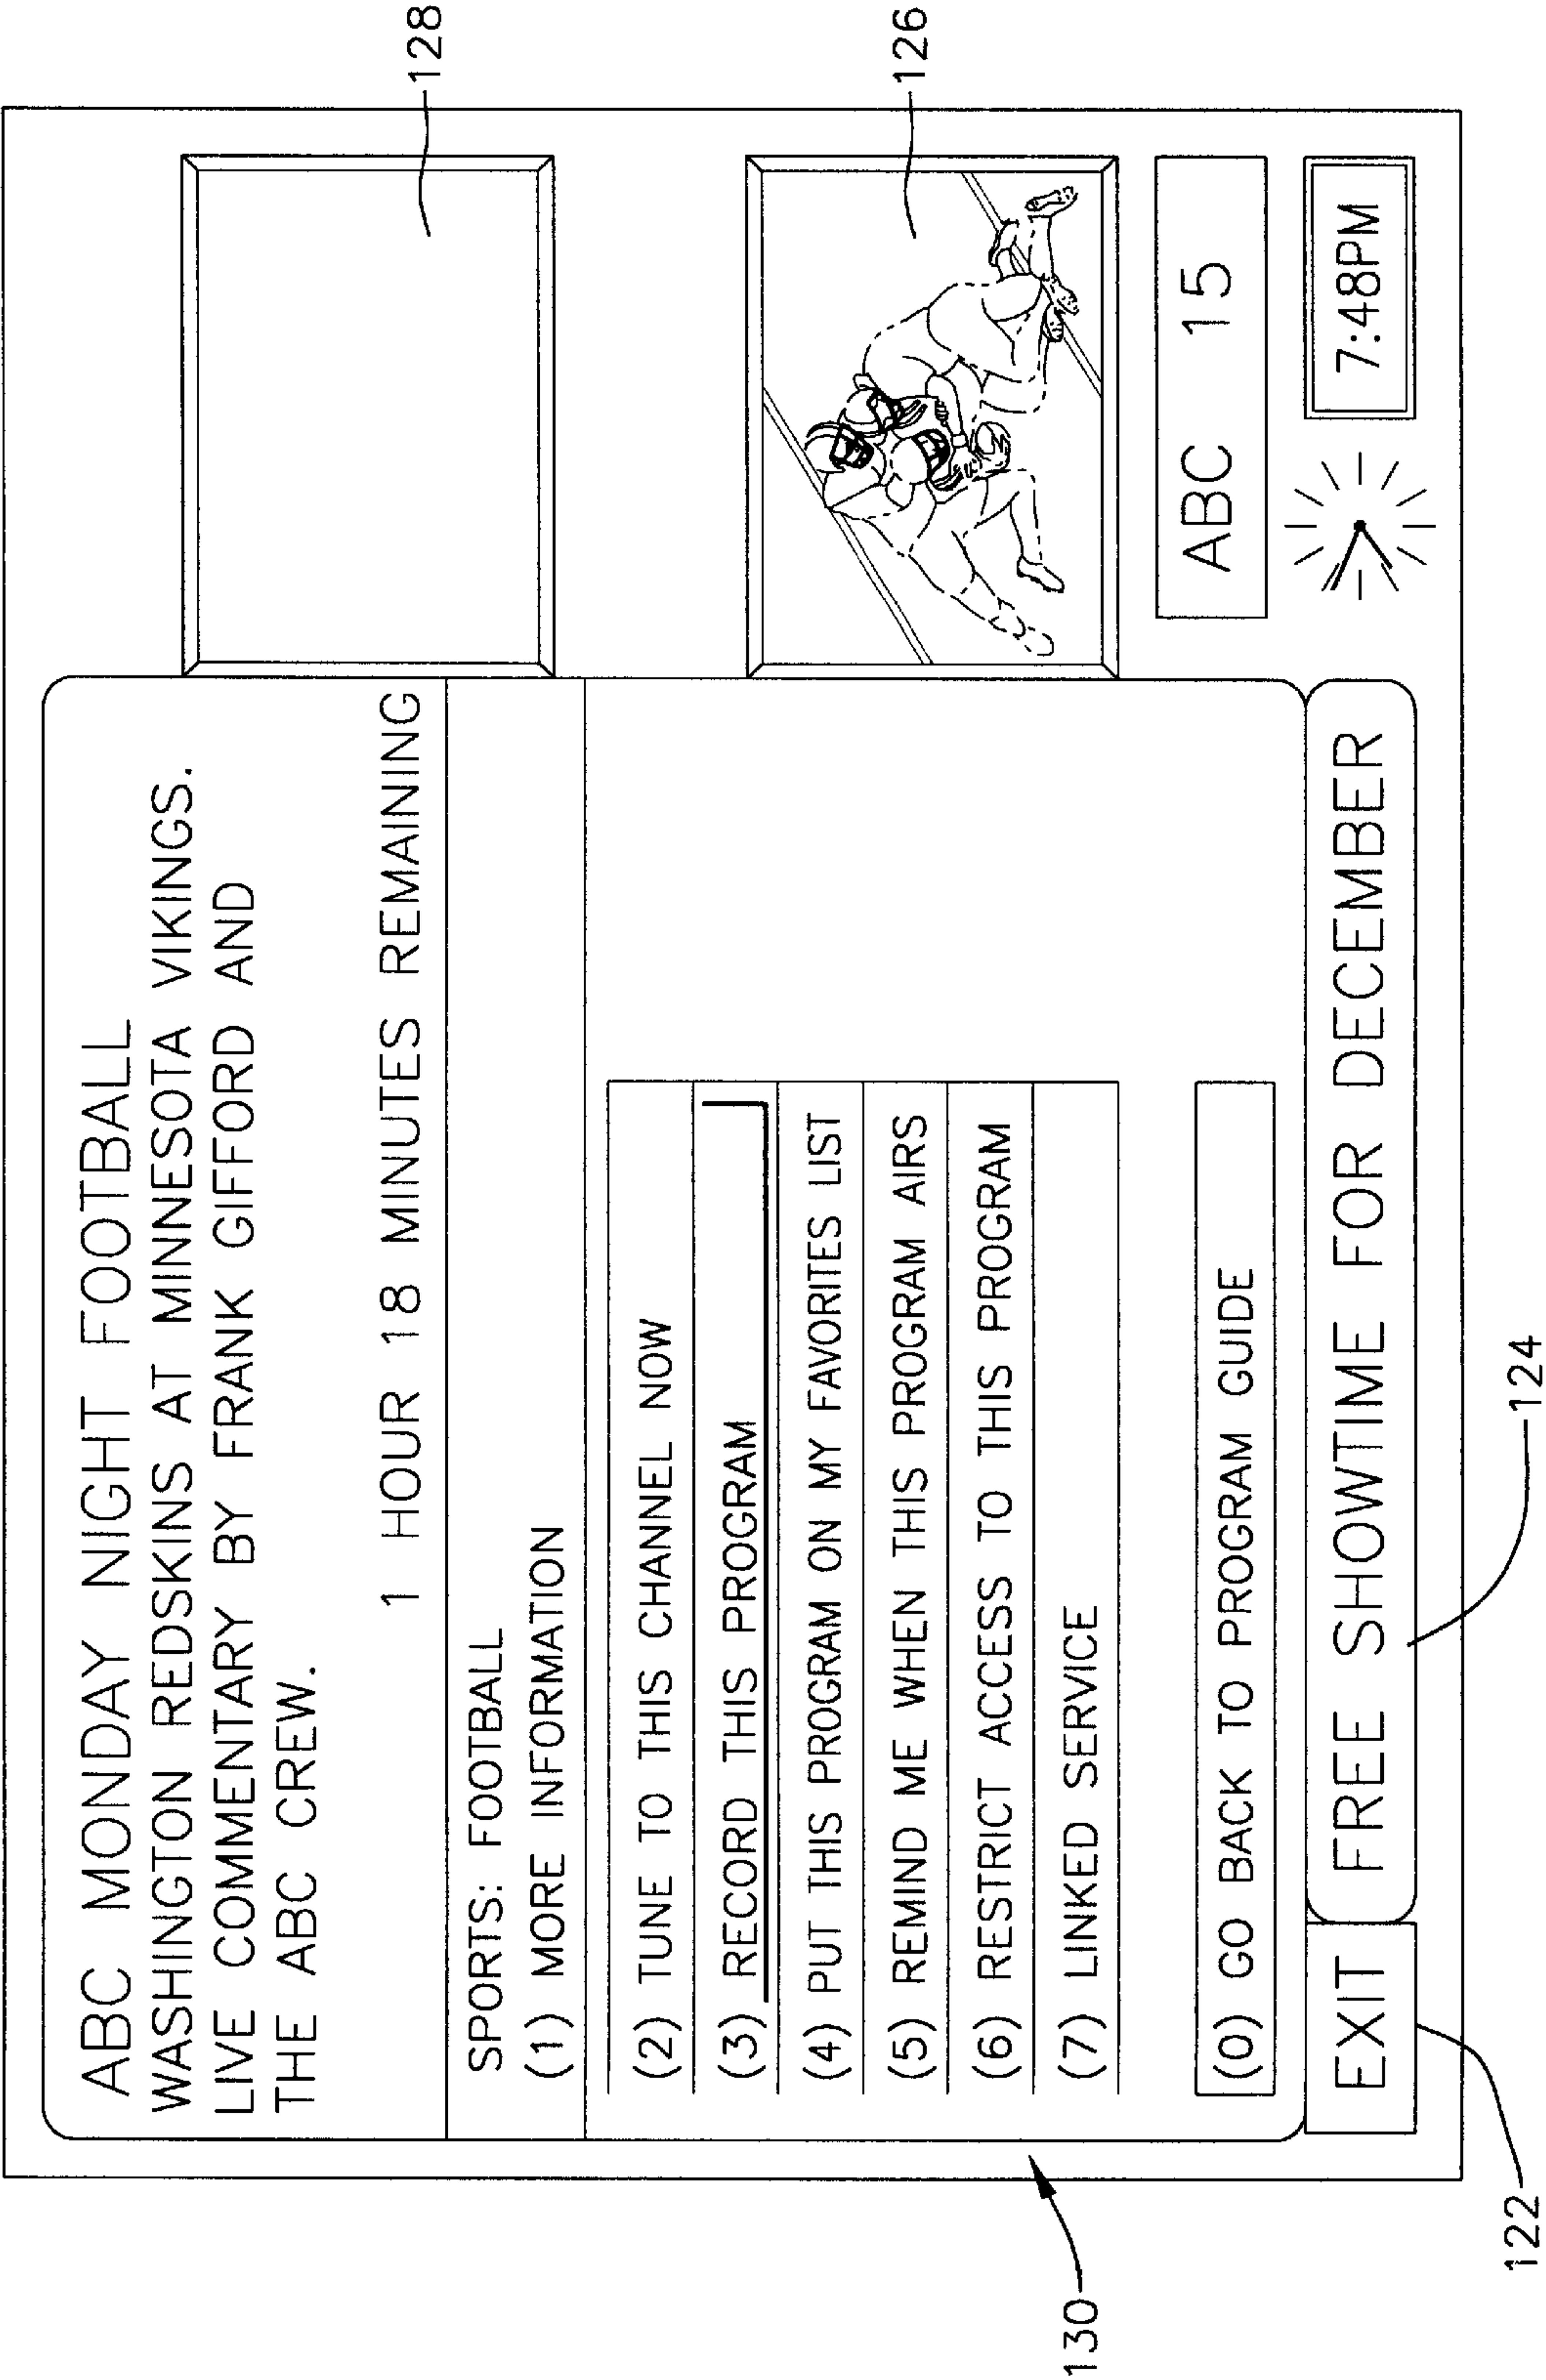 128
126
ABC MONDAY NIGHT FOOTBALL
WASHINGTON REDSKINS AT MINNESOTA VIKINGS.
LIVE COMMENTARY BY FRANK GIFFORD AND
THE ABC CREW.
1 HOUR 18 MINUTES REMAINING
SPORTS: FOOTBALL
(1) MORE INFORMATION
(2) TUNE TO THIS CHANNEL NOW
(3) RECORD THIS PROGRAM
(4) PUT THIS PROGRAM ON MY FAVORITES LIST
(5) REMIND ME WHEN THIS PROGRAM AIRS
(6) RESTRICT ACCESS TO THIS PROGRAM
(7) LINKED SERVICE
(0) GO BACK TO PROGRAM GUIDE
ABC 15
EXIT
FREE SHOWTIME FOR DECEMBER
7:48PM
130
122
124